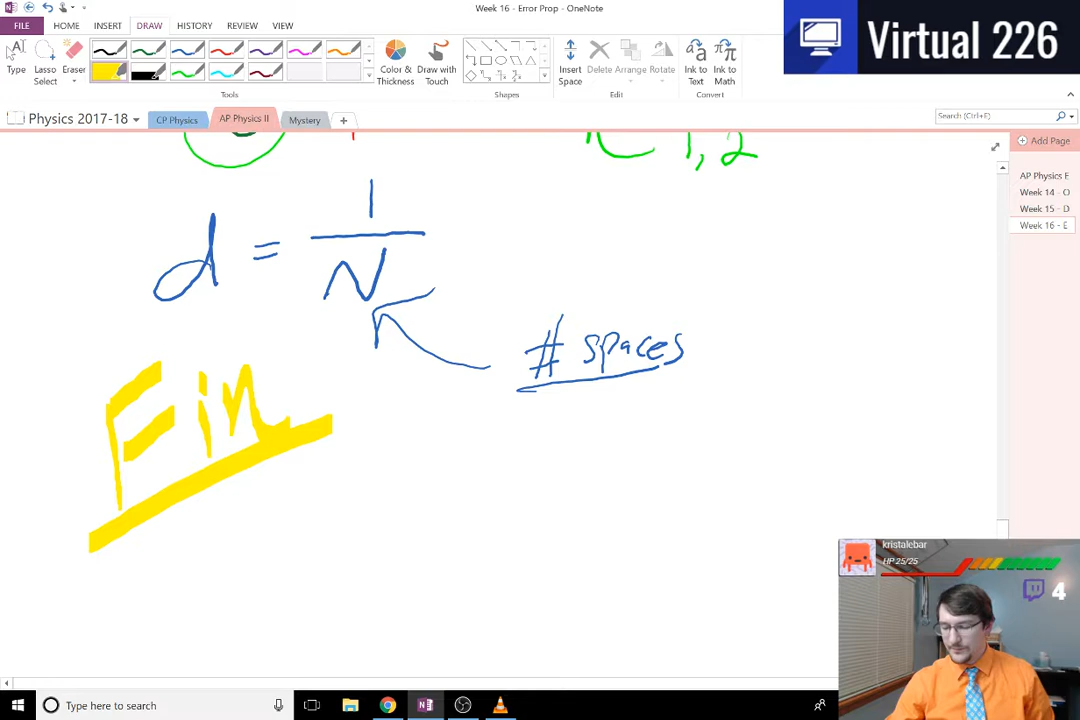 Week 16 - Error Prop - OneNote
FILE HOME INSERT DRAW HISTORY REVIEW VIEW
Virtual 226
Type Lasso Select Eraser Color & Thickness Draw with Touch Insert Space Delete Arrange Rotate Ink to Text Ink to Math
Tools Shapes Edit Convert
Physics 2017-18 CP Physics AP Physics II Mystery + Search (Ctrl+E)
Add Page
AP Physics E
Week 14 - O
Week 15 - D
Week 16 - E
1, 2
d = 1/N
# spaces
Fin
kristalebar
HP 25/25
4
Type here to search